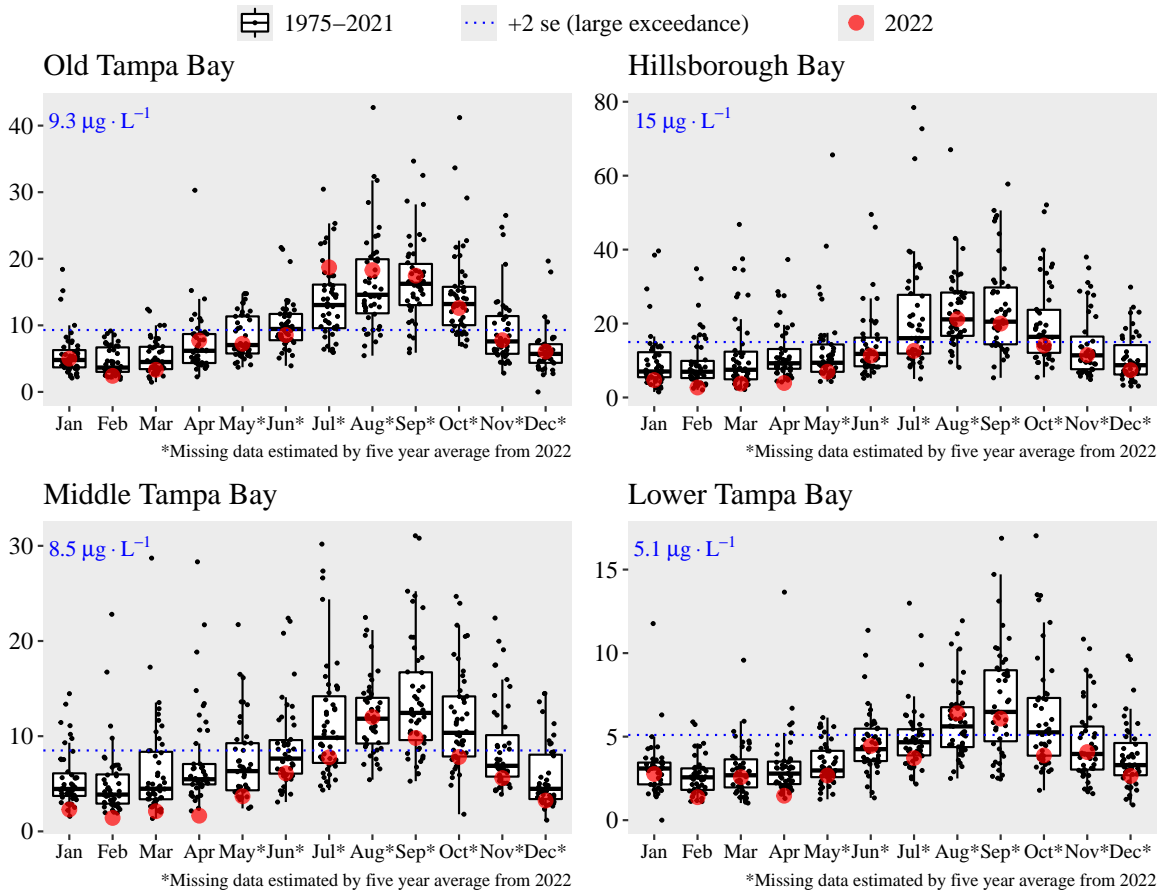 1975–2021 +2 se (large exceedance) 2022
Old Tampa Bay
9.3 µg · L⁻¹
40
30
20
10
0
Jan Feb Mar Apr May* Jun* Jul* Aug* Sep* Oct* Nov* Dec*
*Missing data estimated by five year average from 2022
Hillsborough Bay
15 µg · L⁻¹
80
60
40
20
0
Jan Feb Mar Apr May* Jun* Jul* Aug* Sep* Oct* Nov* Dec*
*Missing data estimated by five year average from 2022
Middle Tampa Bay
8.5 µg · L⁻¹
30
20
10
0
Jan Feb Mar Apr May* Jun* Jul* Aug* Sep* Oct* Nov* Dec*
*Missing data estimated by five year average from 2022
Lower Tampa Bay
5.1 µg · L⁻¹
15
10
5
0
Jan Feb Mar Apr May* Jun* Jul* Aug* Sep* Oct* Nov* Dec*
*Missing data estimated by five year average from 2022